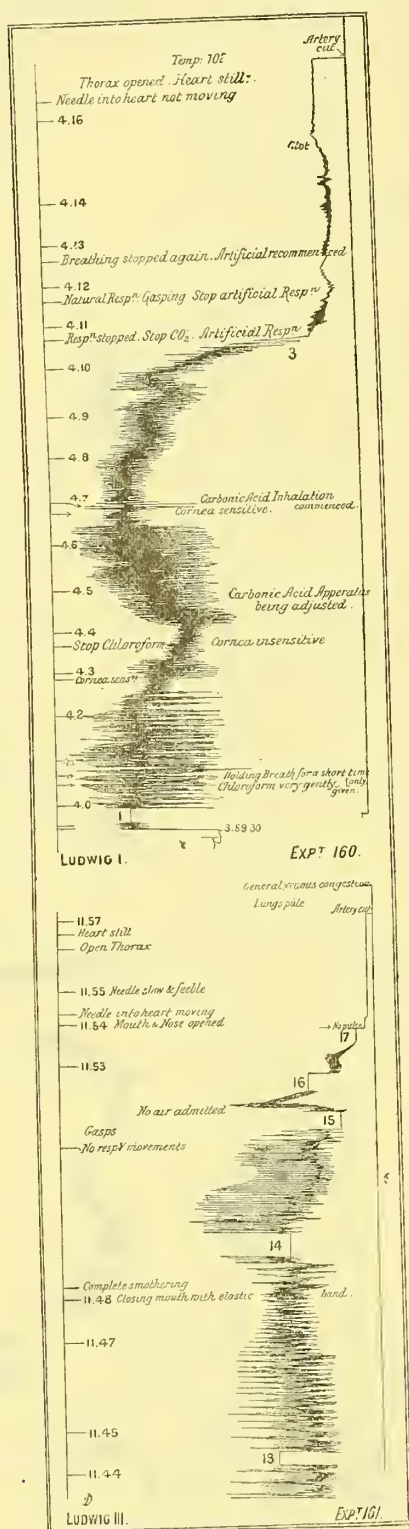 Artery
cut
Temp: 102°
Thorax opened. Heart still.
Needle into heart not moving
4.16
Clot
4.14
4.13
Breathing stopped again. Artificial recommenced
4.12
Natural Respn. Gasping Stop artificial Respn
4.11
Respn stopped. Stop CO2. Artificial Respn
3
4.10
4.9
4.8
4.7
Carbonic Acid Inhalation
commenced.
Cornea sensitive.
4.6
4.5
Carbonic Acid Apparatus
being adjusted.
4.4
Stop Chloroform
Cornea insensitive
4.3
Cornea sensve
4.2
Holding Breath for a short time
Chloroform very gently (only
given.
4.0
1
3.59 30
LUDWIG I. EXPT 160.
General venous congestion
Lungs pale
Artery cut
11.57
Heart still
Open Thorax
11.55 Needle slow & feeble
Needle into heart moving
11.54 Mouth & Nose opened
No pulse
17
11.53
16
No air admitted
15
Gasps
No respy movements
14
Complete smothering
11.48 Closing mouth with elastic band.
11.47
11.45
13
11.44
D
LUDWIG III. EXPT 161.